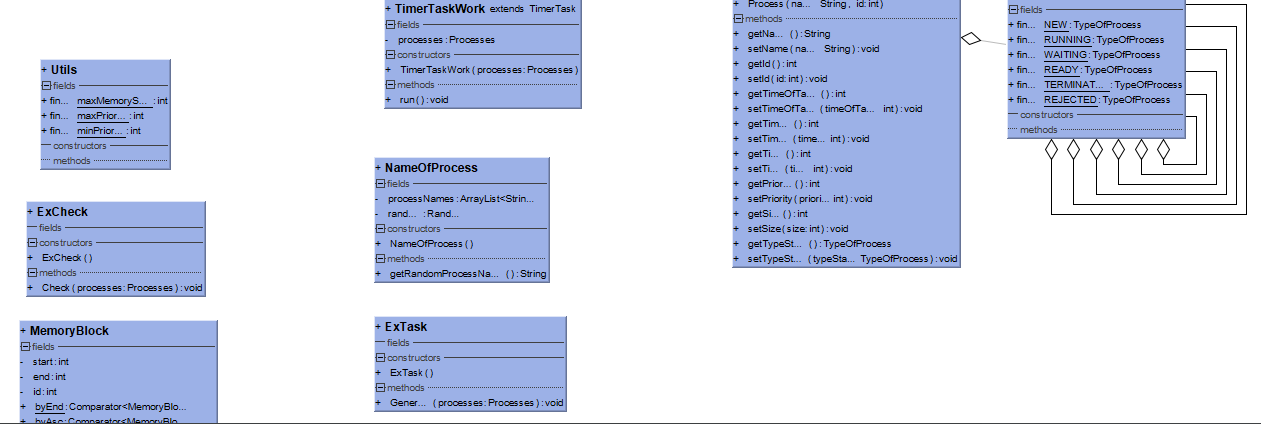 + Utils
fields
+ fin... maxMemoryS... : int
+ fin... maxPrior... : int
+ fin... minPrior... : int
constructors
methods
+ ExCheck
fields
constructors
+ ExCheck ( )
methods
+ Check ( processes: Processes ) : void
+ MemoryBlock
fields
- start : int
- end : int
- id : int
+ byEnd : Comparator<MemoryBlo...
+ byAsc : Comparator<MemoryBlo...
+ TimerTaskWork extends TimerTask
fields
- processes : Processes
constructors
+ TimerTaskWork ( processes: Processes )
methods
+ run ( ) : void
+ NameOfProcess
fields
- processNames : ArrayList<Strin...
- rand... : Rand...
constructors
+ NameOfProcess ( )
methods
+ getRandomProcessNa... ( ) : String
+ ExTask
fields
constructors
+ ExTask ( )
methods
+ Gener... ( processes: Processes ) : void
+ Process ( na... String, id: int )
methods
+ getNa... ( ) : String
+ setName ( na... String ) : void
+ getId ( ) : int
+ setId ( id: int ) : void
+ getTimeOfTa... ( ) : int
+ setTimeOfTa... ( timeOfTa... int ) : void
+ getTim... ( ) : int
+ setTim... ( time... int ) : void
+ getTi... ( ) : int
+ setTi... ( ti... int ) : void
+ getPrior... ( ) : int
+ setPriority ( priori... int ) : void
+ getSi... ( ) : int
+ setSize ( size: int ) : void
+ getTypeSt... ( ) : TypeOfProcess
+ setTypeSt... ( typeSta... TypeOfProcess ) : void
fields
+ fin... NEW : TypeOfProcess
+ fin... RUNNING : TypeOfProcess
+ fin... WAITING : TypeOfProcess
+ fin... READY : TypeOfProcess
+ fin... TERMINAT... : TypeOfProcess
+ fin... REJECTED : TypeOfProcess
constructors
methods